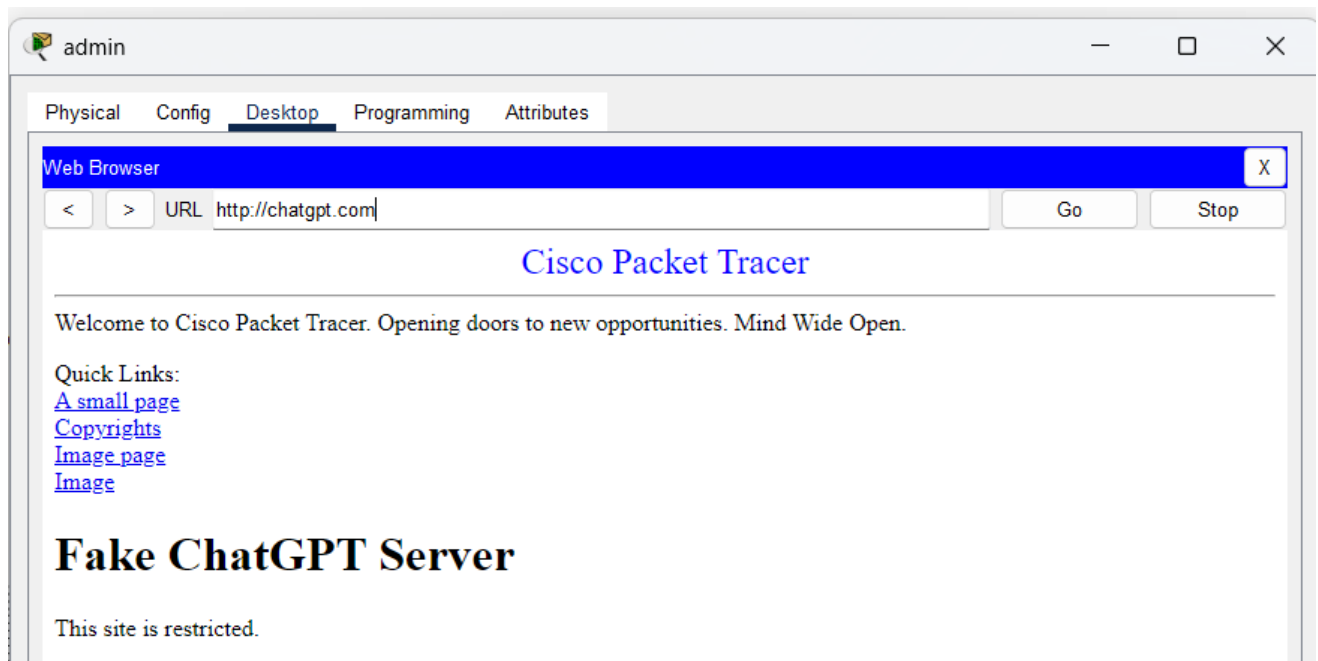 admin
Physical Config Desktop Programming Attributes
Web Browser X
< > URL http://chatgpt.com Go Stop
Cisco Packet Tracer
Welcome to Cisco Packet Tracer. Opening doors to new opportunities. Mind Wide Open.
Quick Links:
A small page
Copyrights
Image page
Image
Fake ChatGPT Server
This site is restricted.